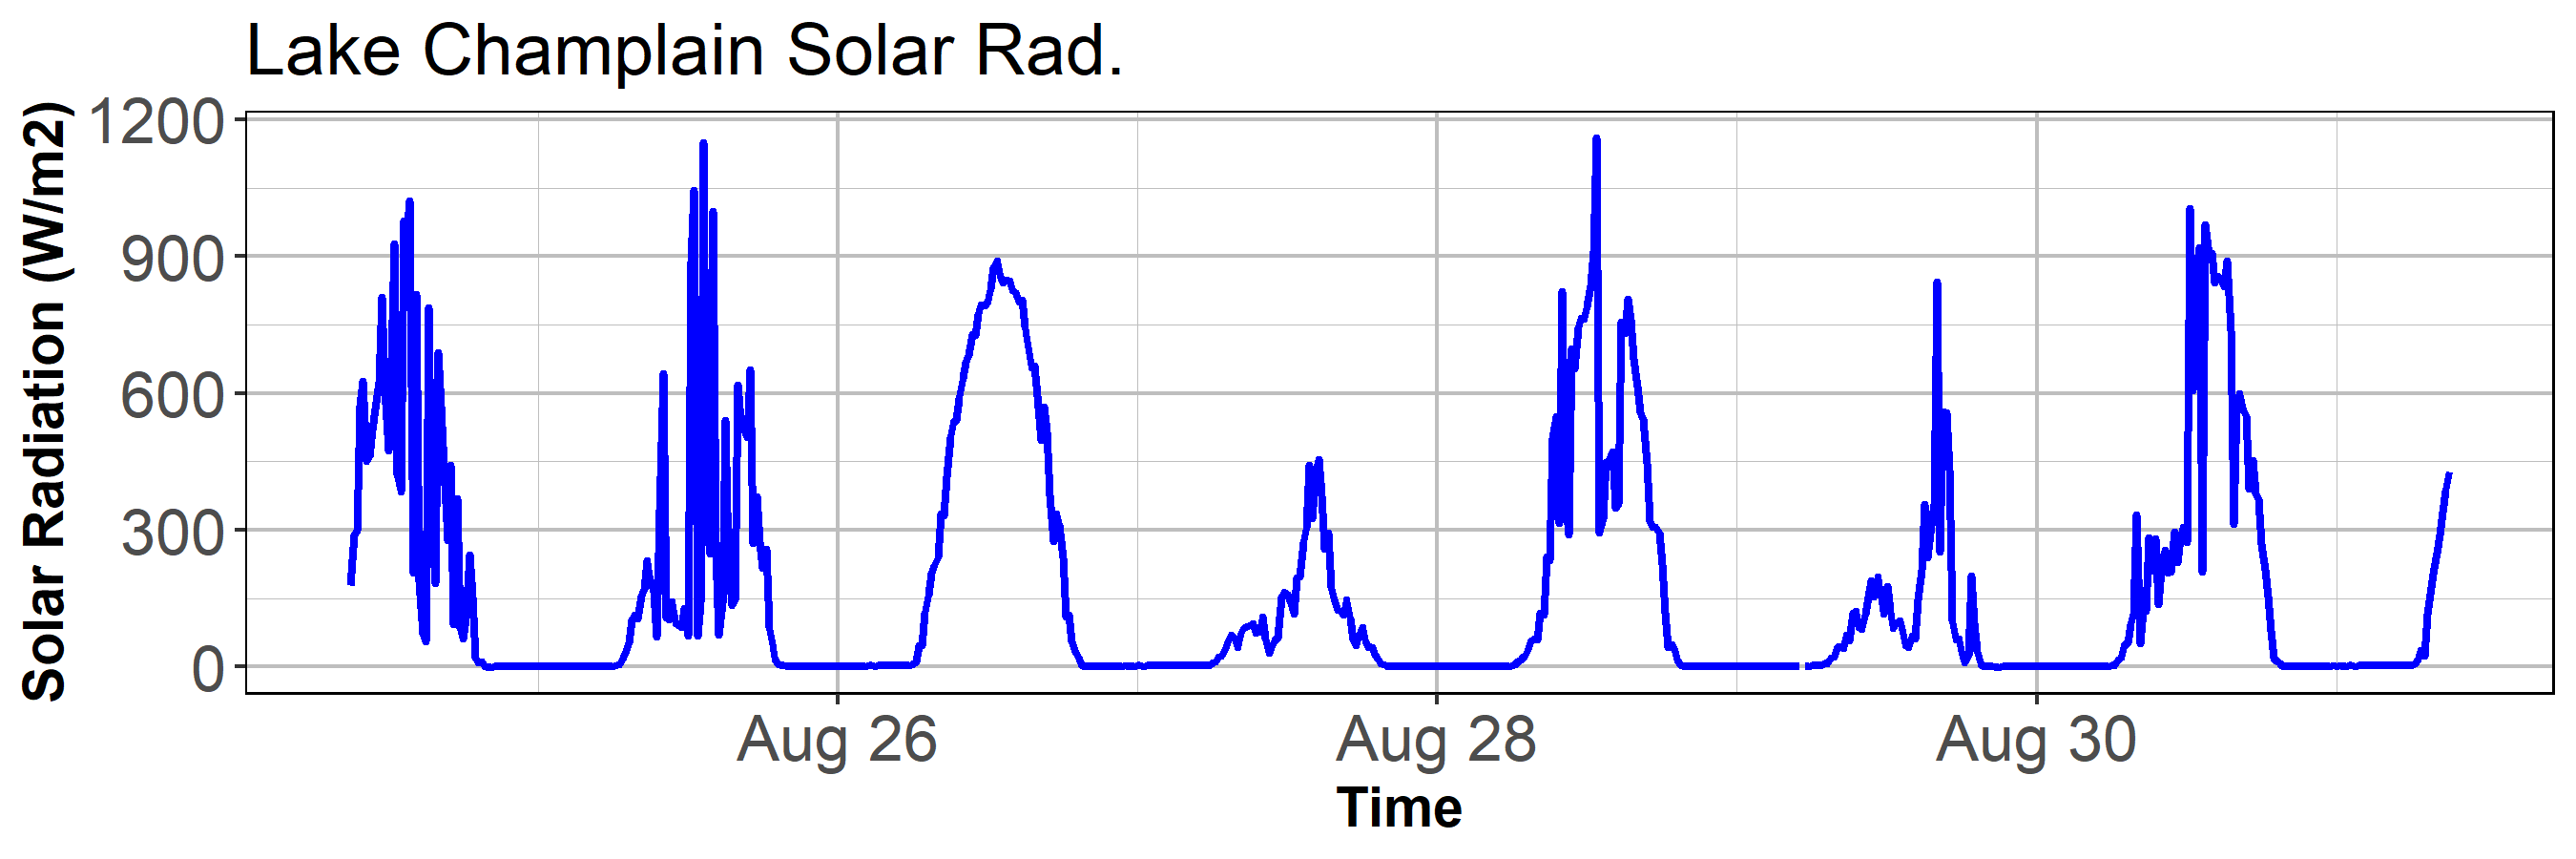 Lake Champlain Solar Rad.
Solar Radiation (W/m2)
1200
900
600
300
0
Aug 26
Aug 28
Aug 30
Time